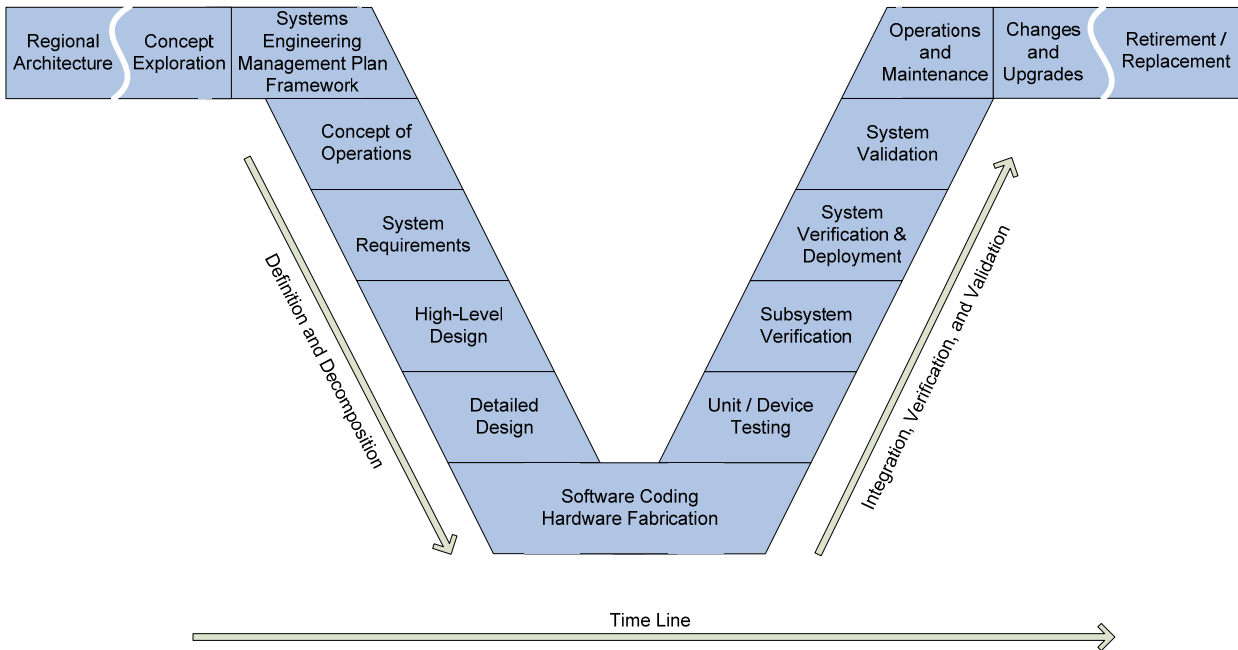 Regional
Architecture
Concept
Exploration
Systems
Engineering
Management Plan
Framework
Concept of
Operations
System
Requirements
High-Level
Design
Detailed
Design
Software Coding
Hardware Fabrication
Unit / Device
Testing
Subsystem
Verification
System
Verification &
Deployment
System
Validation
Operations
and
Maintenance
Changes
and
Upgrades
Retirement /
Replacement
Definition and Decomposition
Integration, Verification, and Validation
Time Line